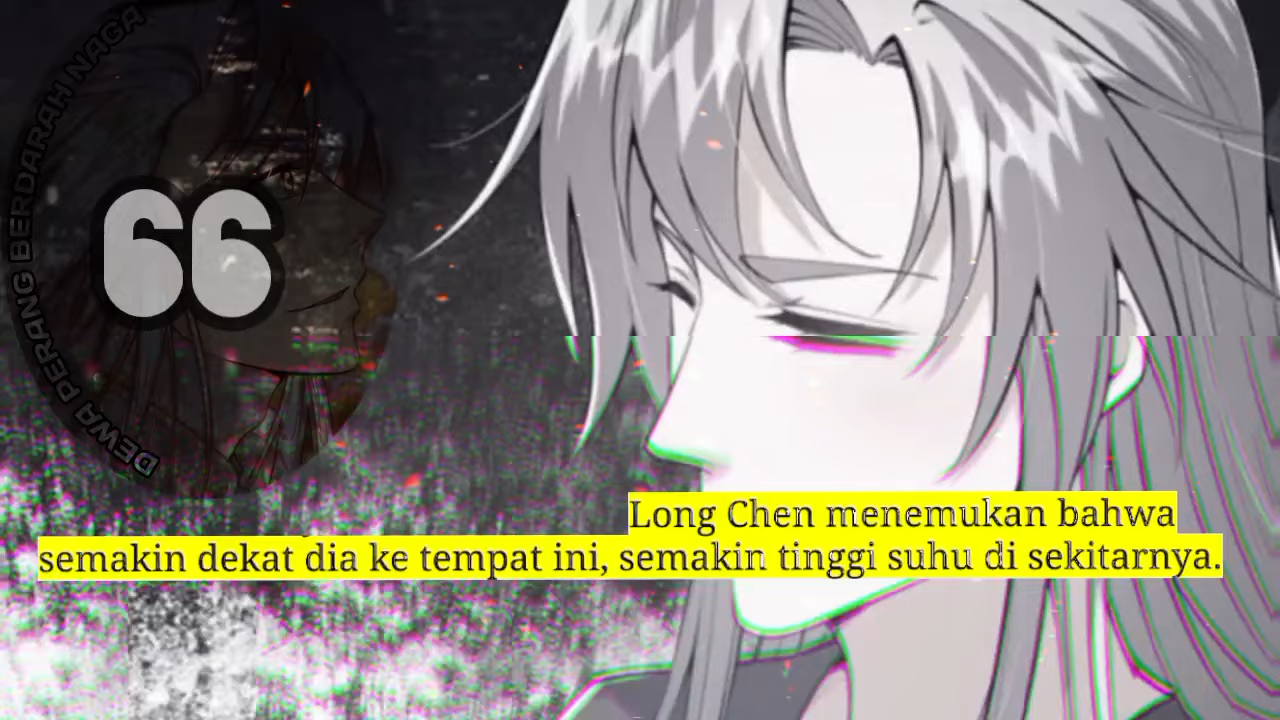 DEWA PERANG BERDARAH NAGA
66
Long Chen menemukan bahwa
semakin dekat dia ke tempat ini, semakin tinggi suhu di sekitarnya.